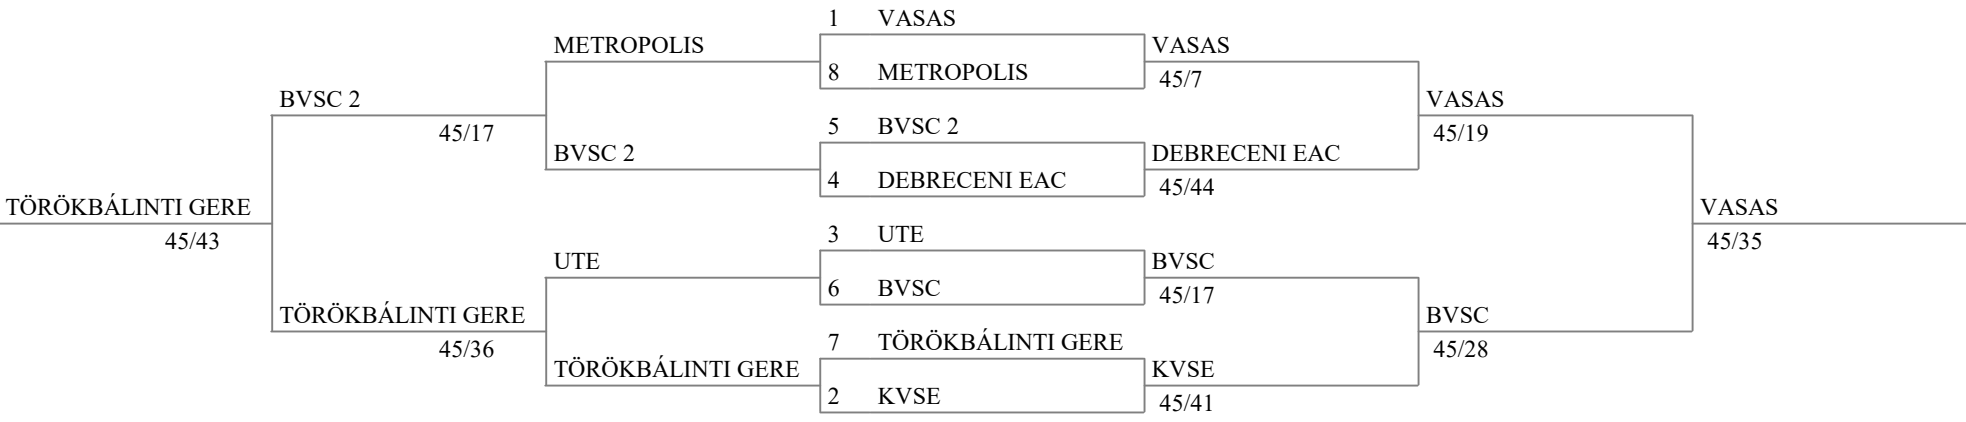 1 VASAS
METROPOLIS
VASAS
8 METROPOLIS
45/7
BVSC 2
VASAS
45/17
5 BVSC 2
45/19
BVSC 2
DEBRECENI EAC
4 DEBRECENI EAC
45/44
TÖRÖKBÁLINTI GERE
VASAS
45/43
3 UTE
45/35
UTE
BVSC
6 BVSC
45/17
TÖRÖKBÁLINTI GERE
BVSC
45/36
7 TÖRÖKBÁLINTI GERE
45/28
TÖRÖKBÁLINTI GERE
KVSE
2 KVSE
45/41